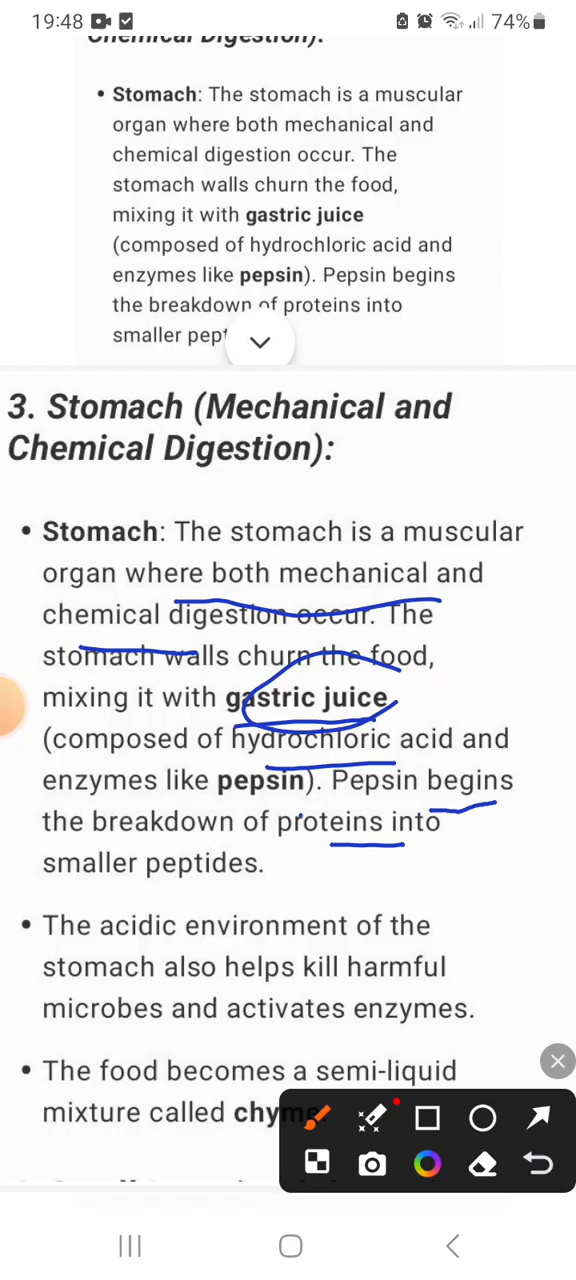 19:48
74%
Chemical Digestion):
• Stomach: The stomach is a muscular
organ where both mechanical and
chemical digestion occur. The
stomach walls churn the food,
mixing it with gastric juice
(composed of hydrochloric acid and
enzymes like pepsin). Pepsin begins
the breakdown of proteins into
smaller pept
3. Stomach (Mechanical and
Chemical Digestion):
• Stomach: The stomach is a muscular
organ where both mechanical and
chemical digestion occur. The
stomach walls churn the food,
mixing it with gastric juice
(composed of hydrochloric acid and
enzymes like pepsin). Pepsin begins
the breakdown of proteins into
smaller peptides.
• The acidic environment of the
stomach also helps kill harmful
microbes and activates enzymes.
• The food becomes a semi-liquid
mixture called chyme.